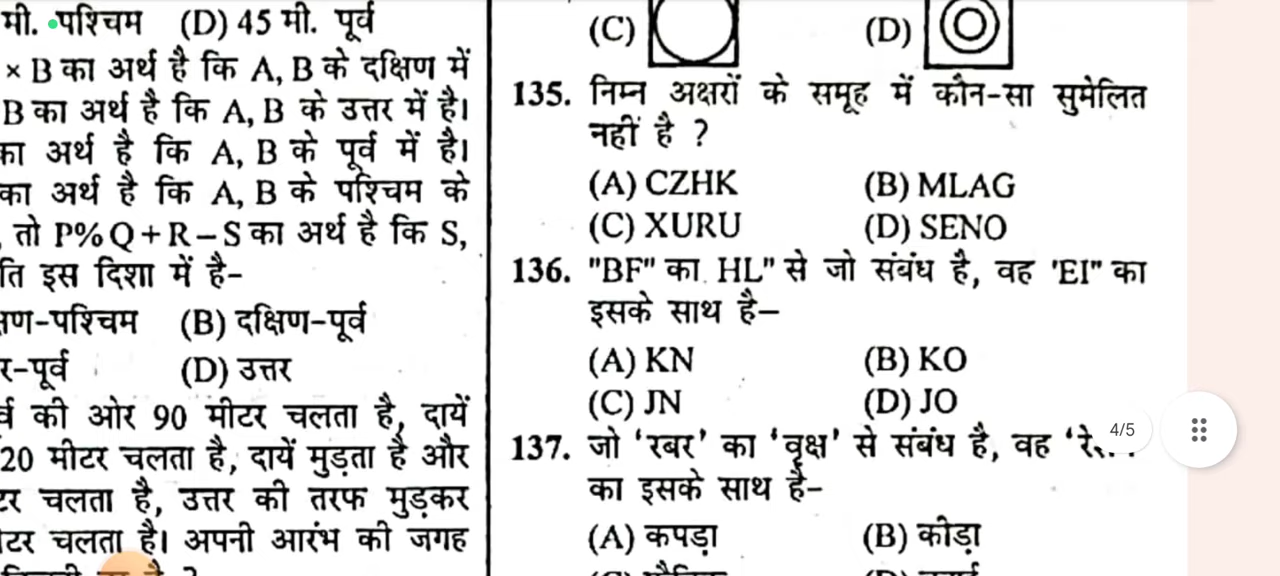 मी. पश्चिम (D) 45 मी. पूर्व
× B का अर्थ है कि A, B के दक्षिण में
B का अर्थ है कि A, B के उत्तर में है।
का अर्थ है कि A, B के पूर्व में है।
का अर्थ है कि A, B के पश्चिम के
, तो P%Q+R–S का अर्थ है कि S,
इस दिशा में है–
(B) दक्षिण-पूर्व
(D) उत्तर
की ओर 90 मीटर चलता है, दायें
20 मीटर चलता है, दायें मुड़ता है और
चलता है, उत्तर की तरफ मुड़कर
चलता है। अपनी आरंभ की जगह
(C) (D)
135. निम्न अक्षरों के समूह में कौन-सा सुमेलित
नहीं है ?
(A) CZHK (B) MLAG
(C) XURU (D) SENO
136. "BF" का HL" से जो संबंध है, वह 'EI" का
इसके साथ है–
(A) KN (B) KO
(C) JN (D) JO
137. जो 'रबर' का 'वृक्ष' से संबंध है, वह
का इसके साथ है–
(A) कपड़ा (B) कीड़ा
4/5